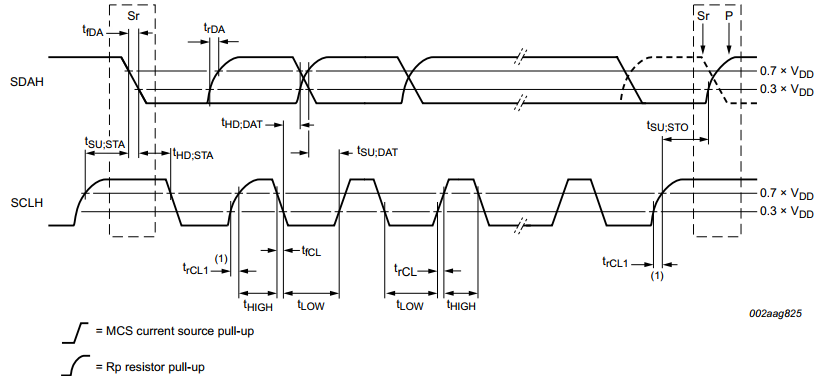 Sr
Sr P
tfDA
trDA
SDAH
0.7 × VDD
0.3 × VDD
tHD;DAT
tSU;STO
tSU;STA
tHD;STA
tSU;DAT
SCLH
0.7 × VDD
0.3 × VDD
(1)
trCL1
tfCL
trCL
trCL1
(1)
tHIGH
tLOW
tLOW
tHIGH
002aag825
= MCS current source pull-up
= Rp resistor pull-up